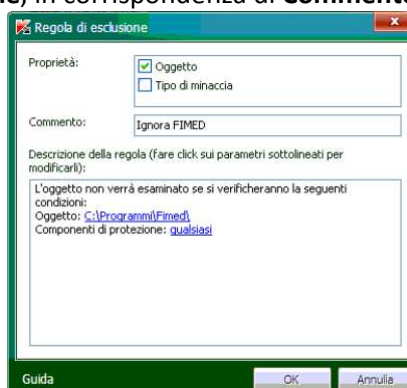 in corrispondenza di Commento
Regola di esclusione
Proprietà:
Oggetto
Tipo di minaccia
Commento:
Ignora FIMED
Descrizione della regola (fare click sui parametri sottolineati per
modificarli):
L'oggetto non verrà esaminato se si verificheranno la seguenti
condizioni:
Oggetto: C:\Programmi\Fimed\
Componenti di protezione: qualsiasi
Guida
OK
Annulla